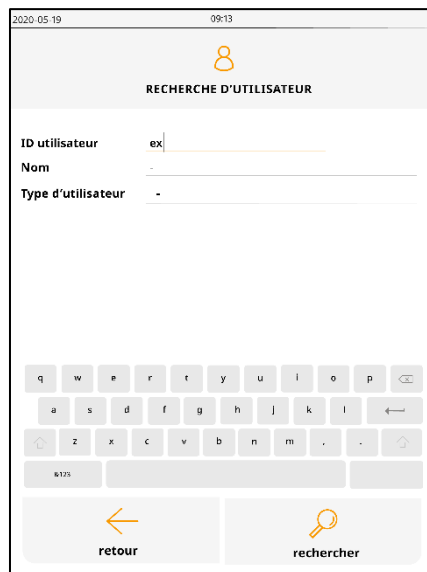 2020-05-19 09:13
RECHERCHE D'UTILISATEUR
ID utilisateur ex
Nom -
Type d'utilisateur -
q w e r t y u i o p
a s d f g h j k l
z x c v b n m , .
&123
retour rechercher